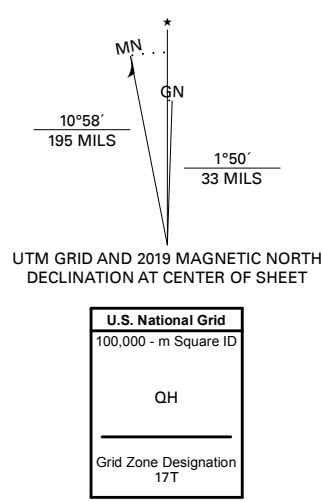 ★
MN
GN
10°58´
195 MILS
1°50´
33 MILS
UTM GRID AND 2019 MAGNETIC NORTH
DECLINATION AT CENTER OF SHEET
U.S. National Grid
100,000 - m Square ID
QH
Grid Zone Designation
17T